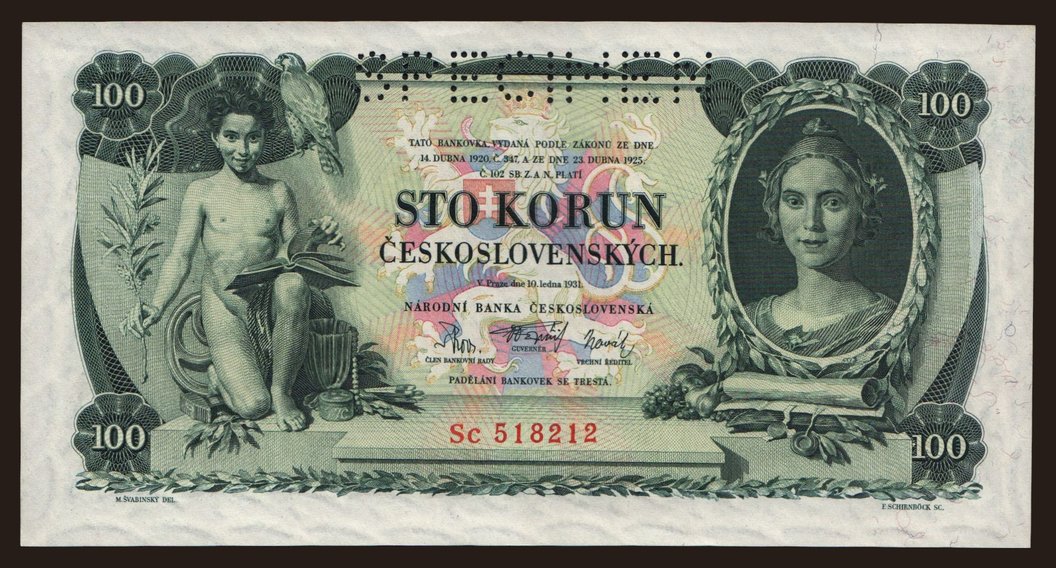 100
100
TATO BANKOVKA VYDANÁ PODLE ZÁKONŮ ZE DNE
14. DUBNA 1920, Č. 347, A ZE DNE 23. DUBNA 1925,
Č. 102 SB. Z. A N. PLATÍ
STO KORUN
ČESKOSLOVENSKÝCH.
V Praze dne 10. ledna 1931.
NÁRODNÍ BANKA ČESKOSLOVENSKÁ
ČLEN BANKOVNÍ RADY
GUVERNÉR
VRCHNÍ ŘEDITEL
PADĚLÁNÍ BANKOVEK SE TRESTÁ.
Sc 518212
100
100
M. ŠVABINSKÝ DEL.
E. SCHIRNBÖCK SC.